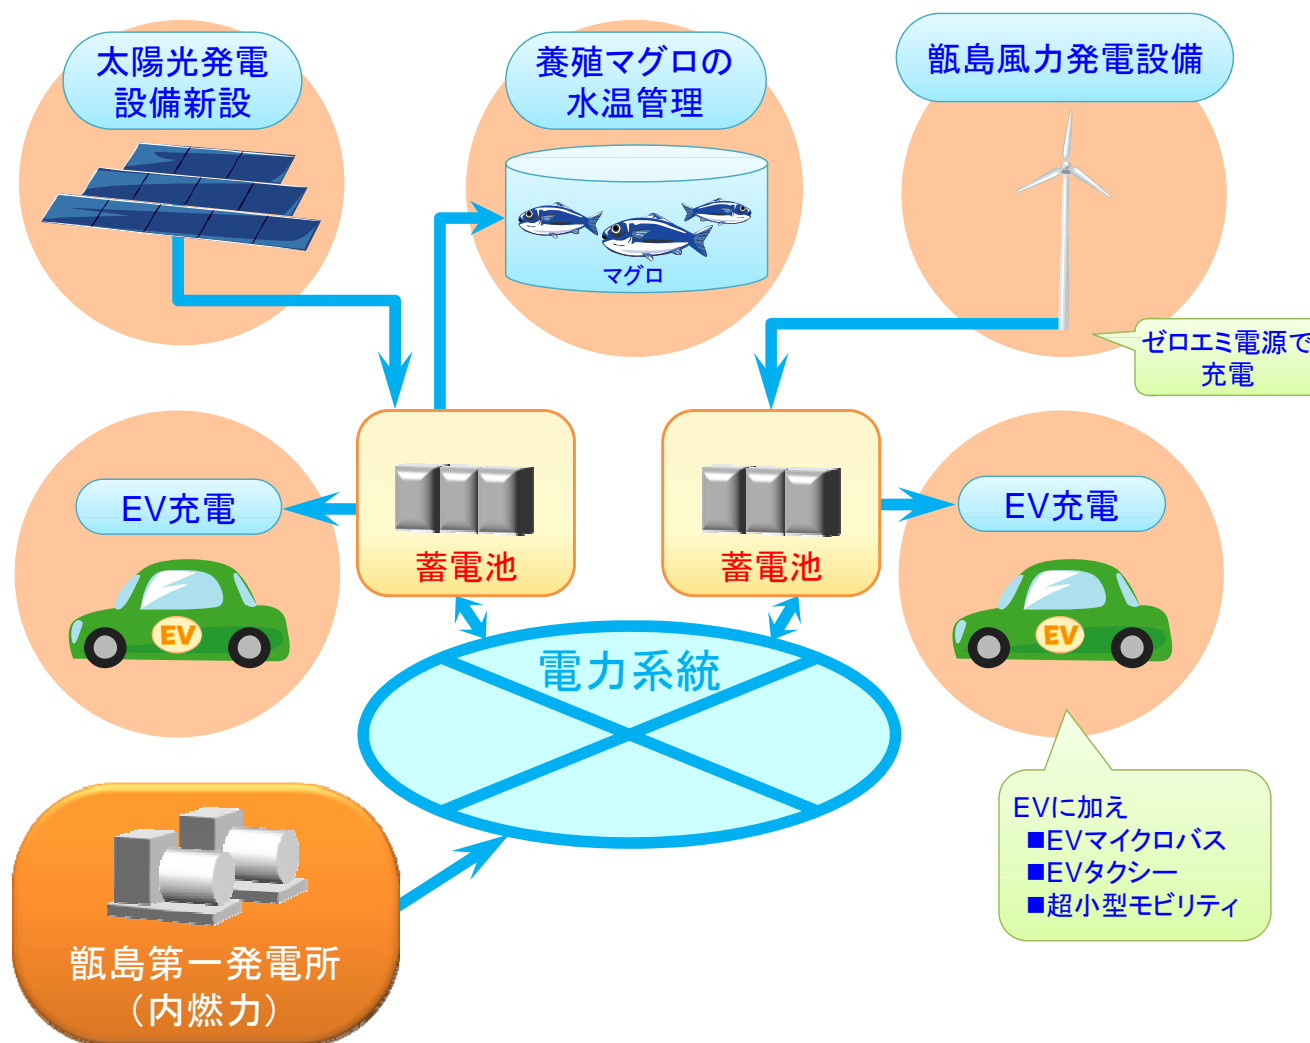 太陽光発電
設備新設
養殖マグロの
水温管理
甑島風力発電設備
マグロ
ゼロエミ電源で
充電
EV充電
蓄電池
蓄電池
EV充電
EV
EV
電力系統
EVに加え
■EVマイクロバス
■EVタクシー
■超小型モビリティ
甑島第一発電所
（内燃力）